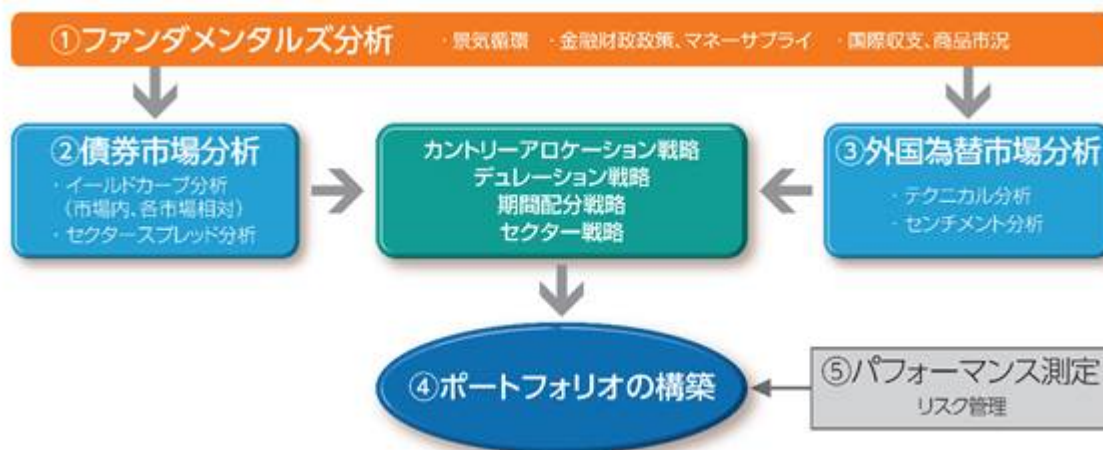 ①ファンダメンタルズ分析 ・景気循環 ・金融財政政策、マネーサプライ ・国際収支、商品市況
②債券市場分析
・イールドカーブ分析
(市場内、各市場相対)
・セクタースプレッド分析
カントリーアロケーション戦略
デュレーション戦略
期間配分戦略
セクター戦略
③外国為替市場分析
・テクニカル分析
・センチメント分析
④ポートフォリオの構築
⑤パフォーマンス測定
リスク管理